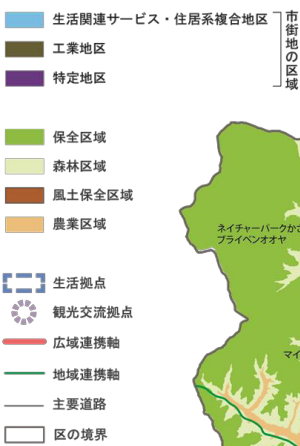 生活関連サービス・住居系複合地区
工業地区
特定地区
市街地の区域
保全区域
森林区域
風土保全区域
農業区域
生活拠点
観光交流拠点
広域連携軸
地域連携軸
主要道路
区の境界
ネイチャーパークかさ
プライベンオオヤ
マイ